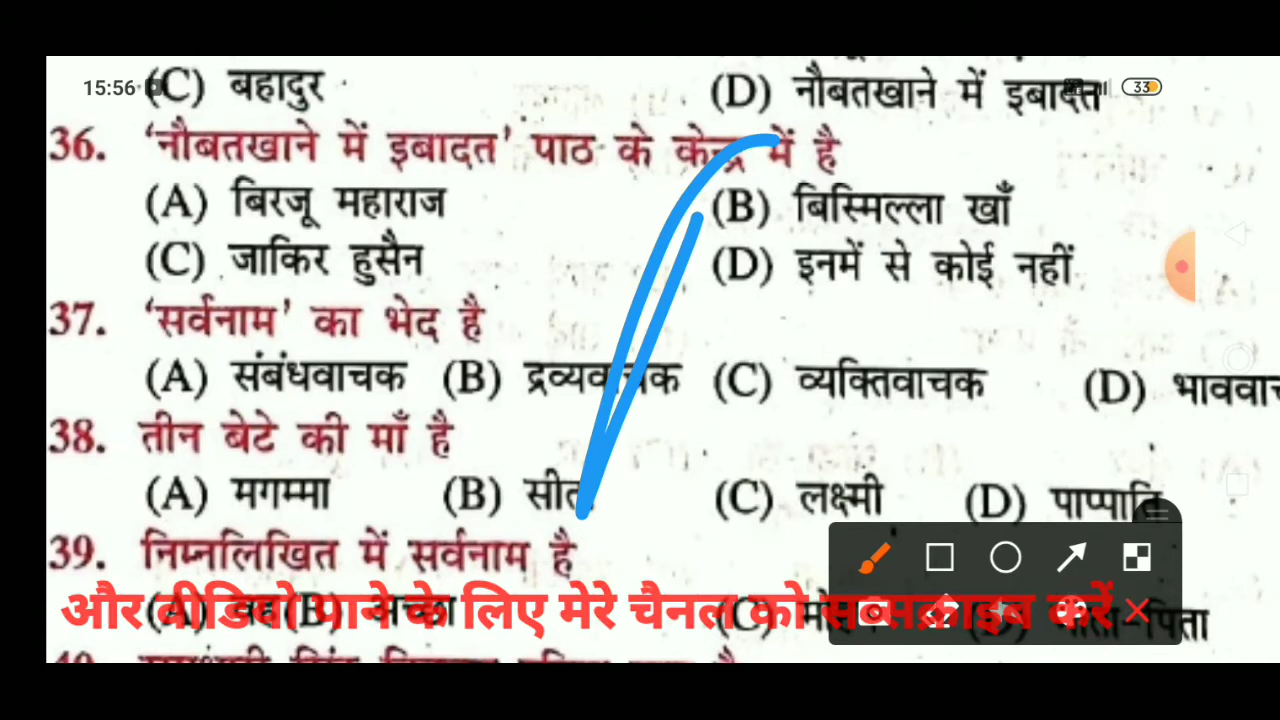 15:56
33
(C) बहादुर (D) नौबतखाने में इबादत
36. 'नौबतखाने में इबादत' पाठ के केन्द्र में है
(A) बिरजू महाराज (B) बिस्मिल्ला खाँ
(C) जाकिर हुसैन (D) इनमें से कोई नहीं
37. 'सर्वनाम' का भेद है
(A) संबंधवाचक (B) द्रव्यवाचक (C) व्यक्तिवाचक (D)
38. तीन बेटे की माँ है
(A) मगम्मा (B) (C) लक्ष्मी (D) पाप्पाति
39. निम्नलिखित में सर्वनाम है
(A) (B) (C)
और वीडियो पाने के लिए मेरे चैनल को सब्सक्राइब करें